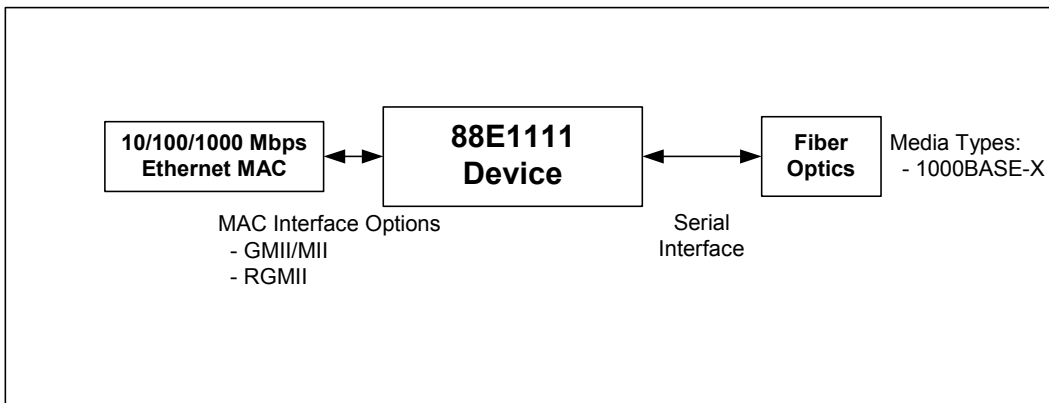 10/100/1000 Mbps
Ethernet MAC
88E1111
Device
Fiber
Optics
Media Types:
- 1000BASE-X
MAC Interface Options
- GMII/MII
- RGMII
Serial
Interface